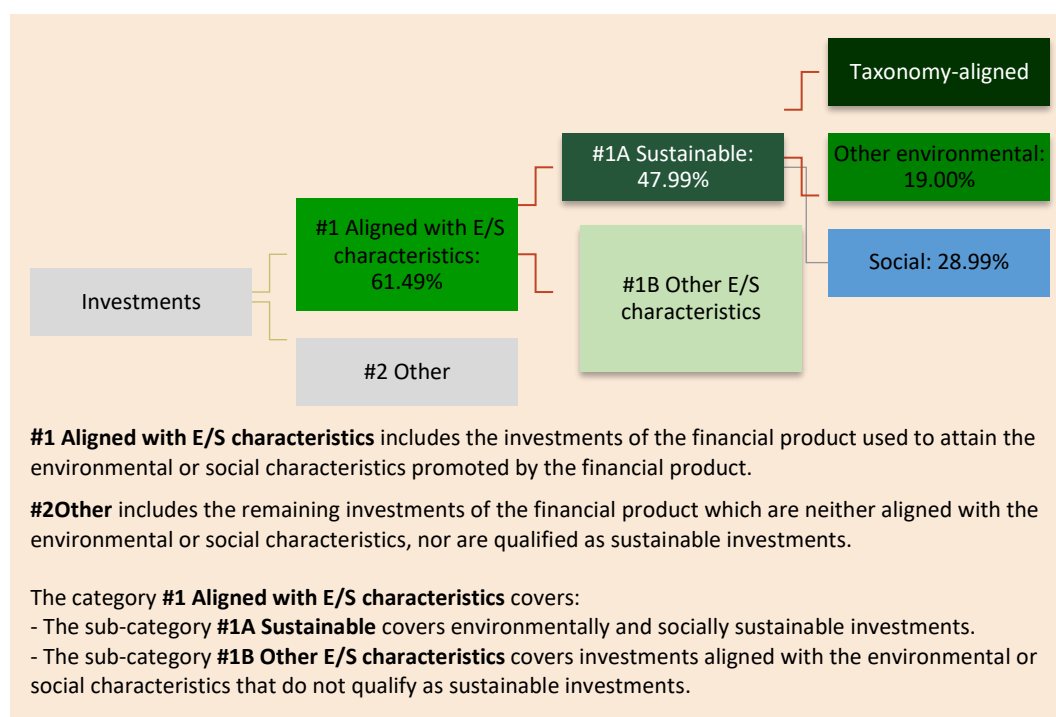 Taxonomy-aligned
#1A Sustainable:
47.99%
Other environmental:
19.00%
#1 Aligned with E/S
characteristics:
61.49%
#1B Other E/S
characteristics
Social: 28.99%
Investments
#2 Other
#1 Aligned with E/S characteristics includes the investments of the financial product used to attain the
environmental or social characteristics promoted by the financial product.
#2Other includes the remaining investments of the financial product which are neither aligned with the
environmental or social characteristics, nor are qualified as sustainable investments.
The category #1 Aligned with E/S characteristics covers:
- The sub-category #1A Sustainable covers environmentally and socially sustainable investments.
- The sub-category #1B Other E/S characteristics covers investments aligned with the environmental or
social characteristics that do not qualify as sustainable investments.